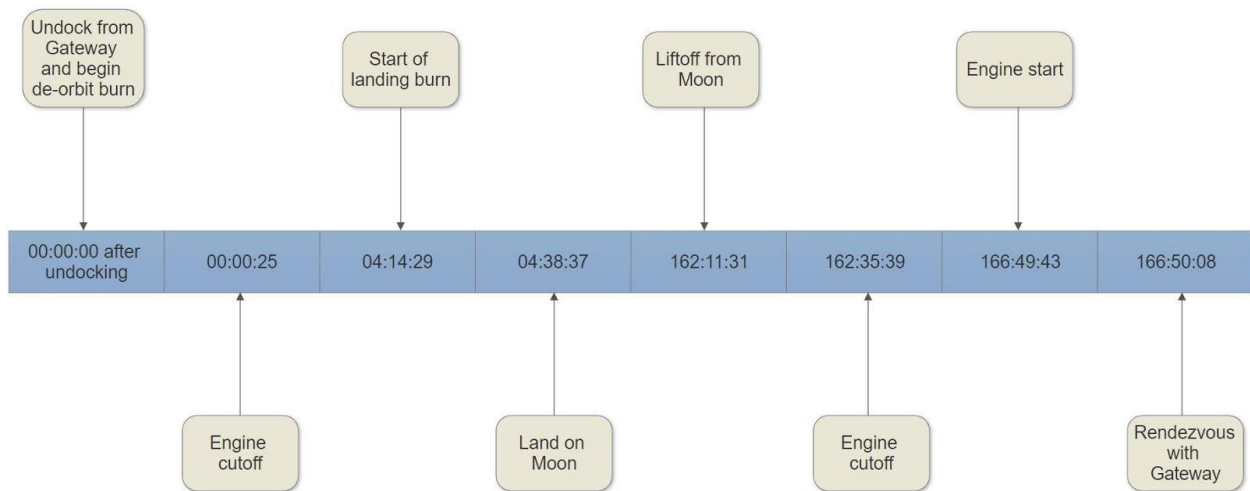 Undock from
Gateway
and begin
de-orbit burn
Start of
landing burn
Liftoff from
Moon
Engine start
00:00:00 after
undocking
00:00:25
04:14:29
04:38:37
162:11:31
162:35:39
166:49:43
166:50:08
Engine
cutoff
Land on
Moon
Engine
cutoff
Rendezvous
with
Gateway